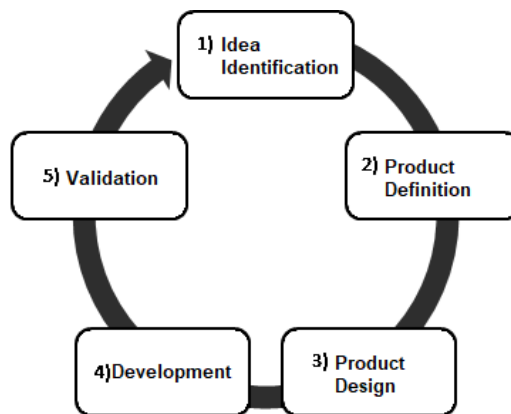 1) Idea
Identification
2) Product
Definition
3) Product
Design
4)Development
5) Validation